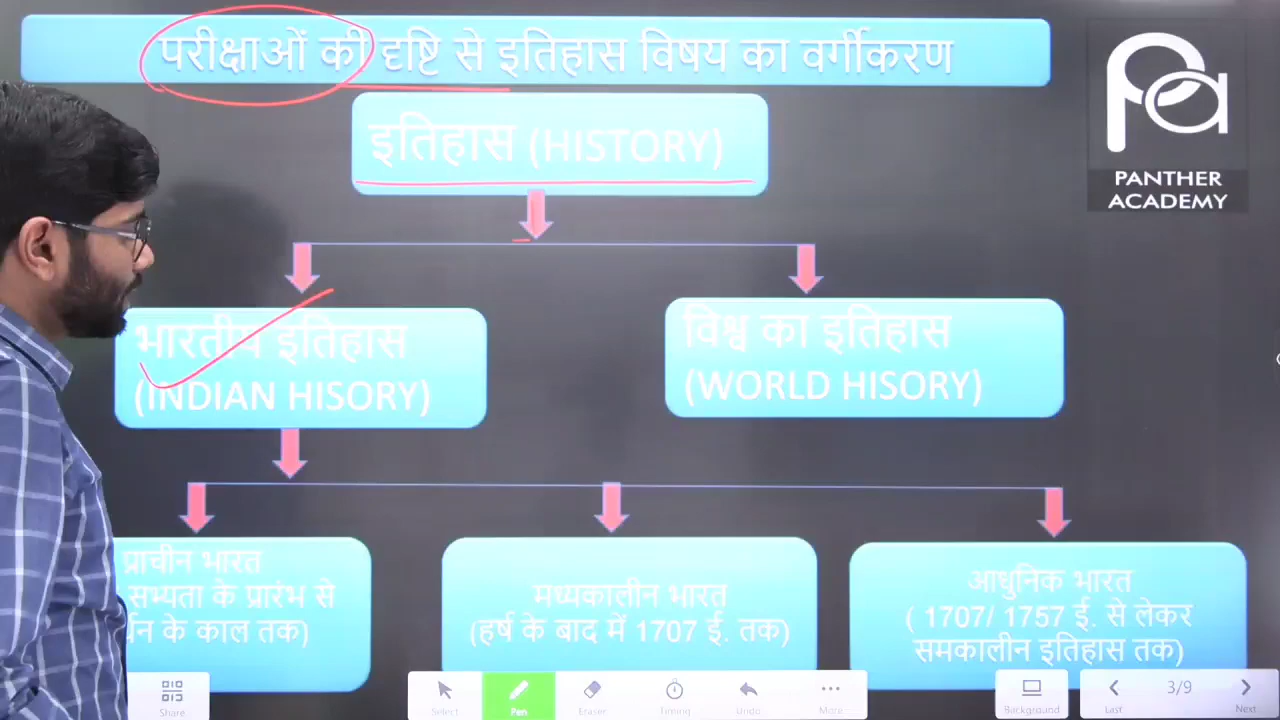 परीक्षाओं की दृष्टि से इतिहास विषय का वर्गीकरण
इतिहास (HISTORY)
PANTHER
ACADEMY
भारतीय इतिहास
(INDIAN HISORY)
विश्व का इतिहास
(WORLD HISORY)
प्राचीन भारत
सभ्यता के प्रारंभ से
के काल तक)
मध्यकालीन भारत
(हर्ष के बाद में 1707 ई. तक)
आधुनिक भारत
( 1707/ 1757 ई. से लेकर
समकालीन इतिहास तक)
Share
Select
Pen
Eraser
Timing
Undo
More
Background
Last
3/9
Next